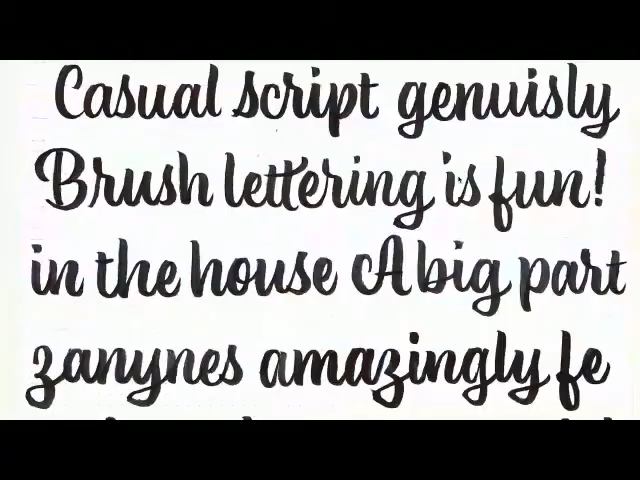 Casual script genuisly
Brush lettering is fun!
in the house A big part
zanynes amazingly fe